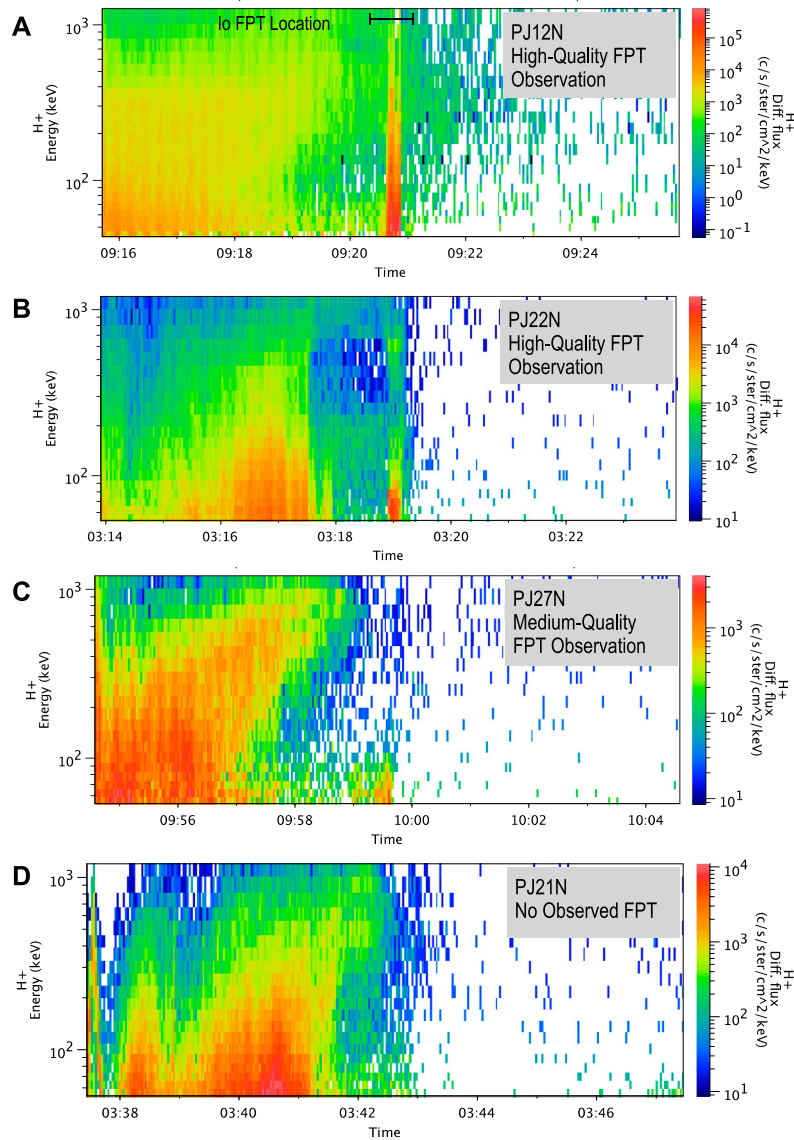 A
Io FPT Location
PJ12N
High-Quality FPT
Observation
H+
Energy (keV)
10^3
10^2
09:16
09:18
09:20
09:22
09:24
Time
10^5
10^4
10^3
10^2
10^1
10^0
10^-1
H+
Diff. flux
(c/s/ster/cm^2/keV)
B
PJ22N
High-Quality FPT
Observation
H+
Energy (keV)
10^3
10^2
03:14
03:16
03:18
03:20
03:22
Time
10^4
10^3
10^2
10^1
H+
Diff. flux
(c/s/ster/cm^2/keV)
C
PJ27N
Medium-Quality
FPT Observation
H+
Energy (keV)
10^3
10^2
09:56
09:58
10:00
10:02
10:04
Time
10^3
10^2
10^1
H+
Diff. flux
(c/s/ster/cm^2/keV)
D
PJ21N
No Observed FPT
H+
Energy (keV)
10^3
10^2
03:38
03:40
03:42
03:44
03:46
Time
10^4
10^3
10^2
10^1
H+
Diff. flux
(c/s/ster/cm^2/keV)